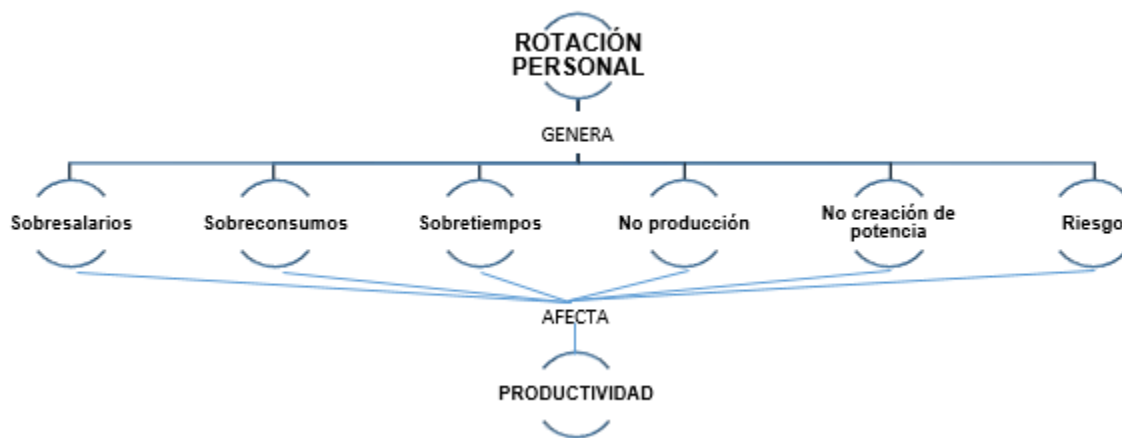 ROTACIÓN
PERSONAL
GENERA
Sobresalarios
Sobreconsumos
Sobretiempos
No producción
No creación de
potencia
Riesgo
AFECTA
PRODUCTIVIDAD